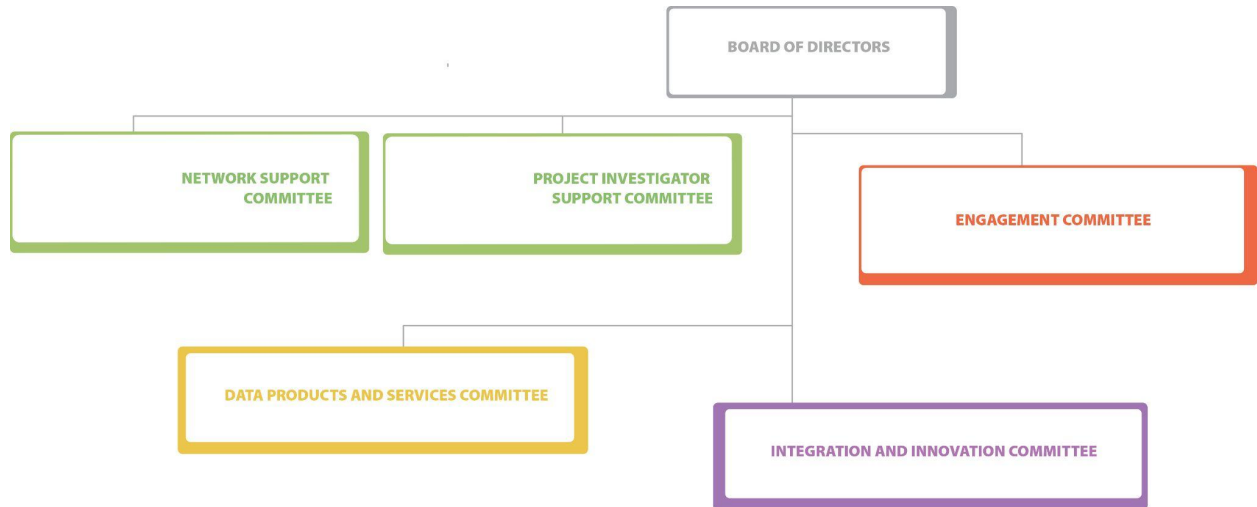 BOARD OF DIRECTORS
NETWORK SUPPORT
COMMITTEE
PROJECT INVESTIGATOR
SUPPORT COMMITTEE
ENGAGEMENT COMMITTEE
DATA PRODUCTS AND SERVICES COMMITTEE
INTEGRATION AND INNOVATION COMMITTEE